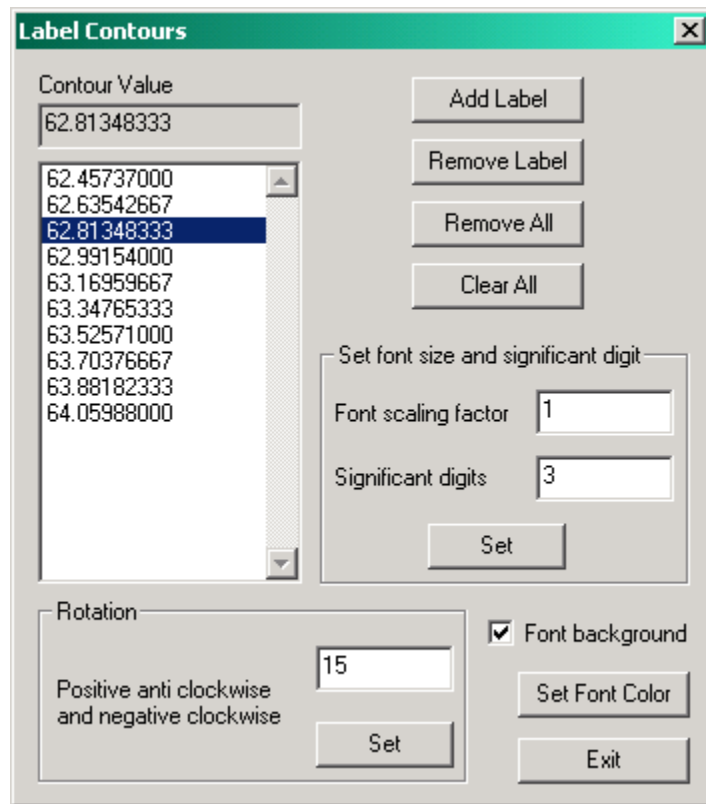 Label Contours
Contour Value
62.81348333
62.45737000
62.63542667
62.81348333
62.99154000
63.16959667
63.34765333
63.52571000
63.70376667
63.88182333
64.05988000
Add Label
Remove Label
Remove All
Clear All
Set font size and significant digit
Font scaling factor 1
Significant digits 3
Set
Rotation
Positive anti clockwise
and negative clockwise
15
Set
Font background
Set Font Color
Exit